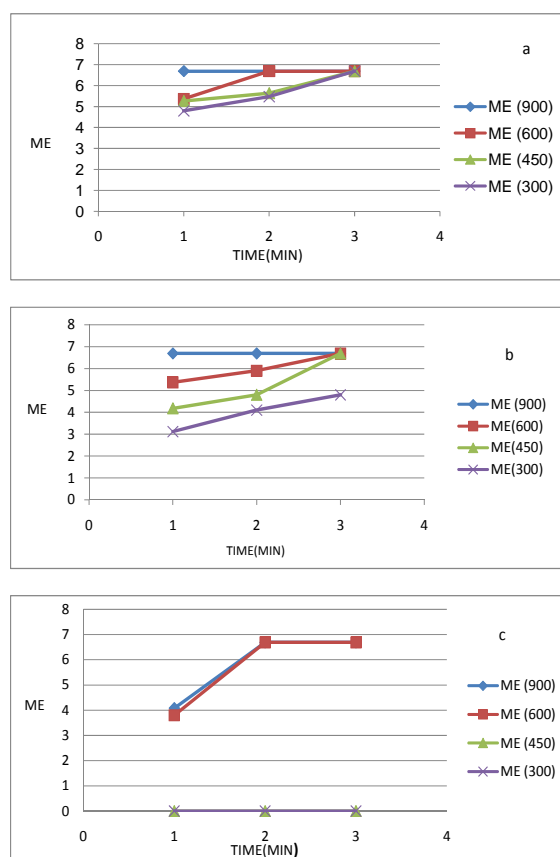 a
8
7
6
5
4
3
2
1
0
ME
0 1 2 3 4
TIME(MIN)
ME (900)
ME (600)
ME (450)
ME (300)
b
8
7
6
5
4
3
2
1
0
ME
0 1 2 3 4
TIME(MIN)
ME (900)
ME(600)
ME(450)
ME(300)
c
8
7
6
5
4
3
2
1
0
ME
0 1 2 3 4
TIME(MIN)
ME (900)
ME (600)
ME (450)
ME (300)